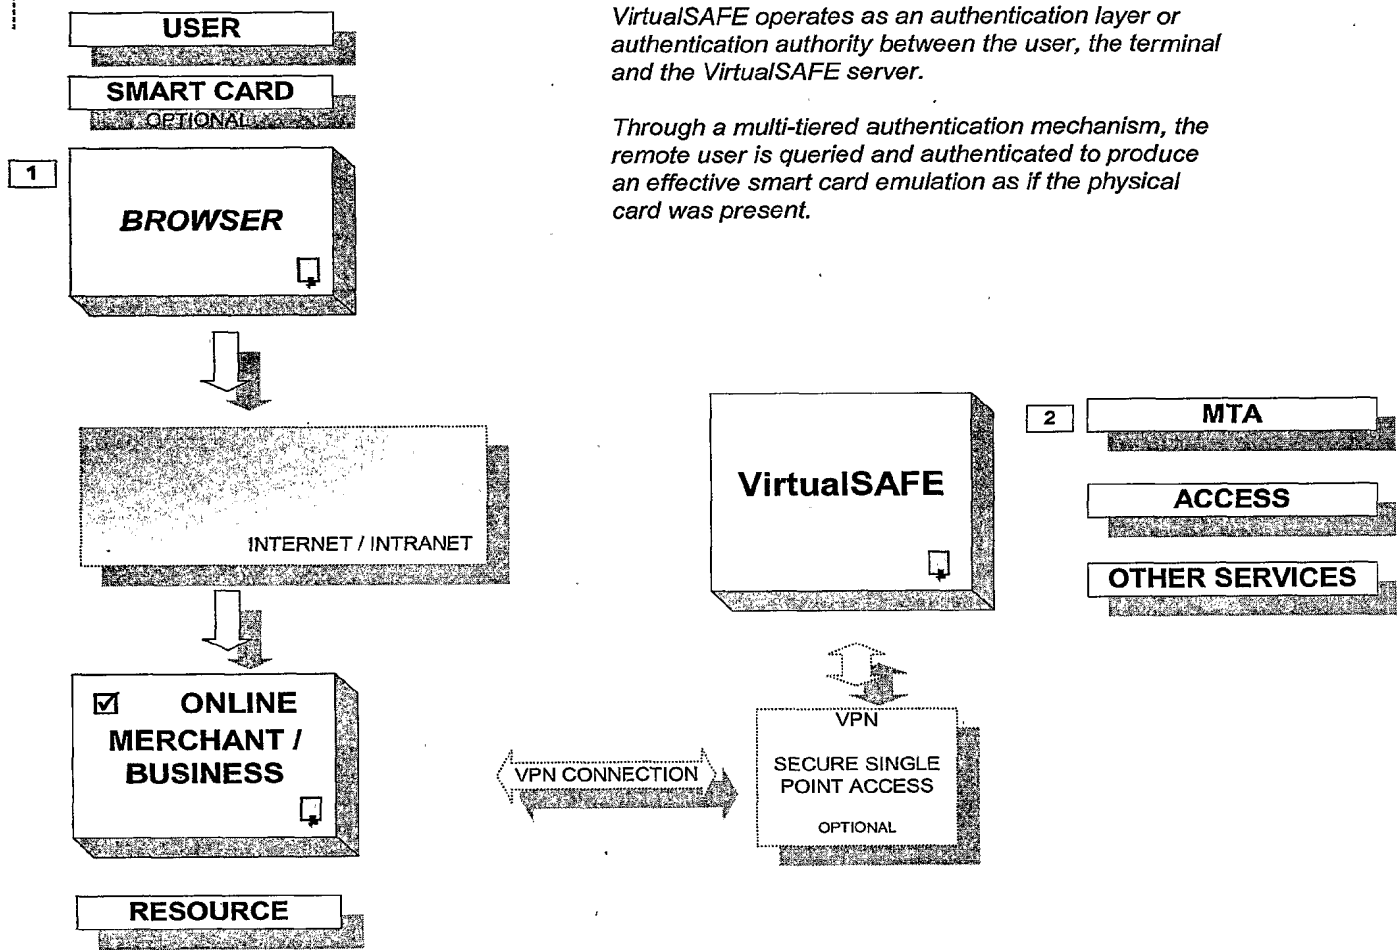 USER
SMART CARD
OPTIONAL
1
BROWSER
VirtualSAFE operates as an authentication layer or
authentication authority between the user, the terminal
and the VirtualSAFE server.
Through a multi-tiered authentication mechanism, the
remote user is queried and authenticated to produce
an effective smart card emulation as if the physical
card was present.
INTERNET / INTRANET
VirtualSAFE
2
MTA
ACCESS
OTHER SERVICES
ONLINE
MERCHANT /
BUSINESS
VPN CONNECTION
VPN
SECURE SINGLE
POINT ACCESS
OPTIONAL
RESOURCE